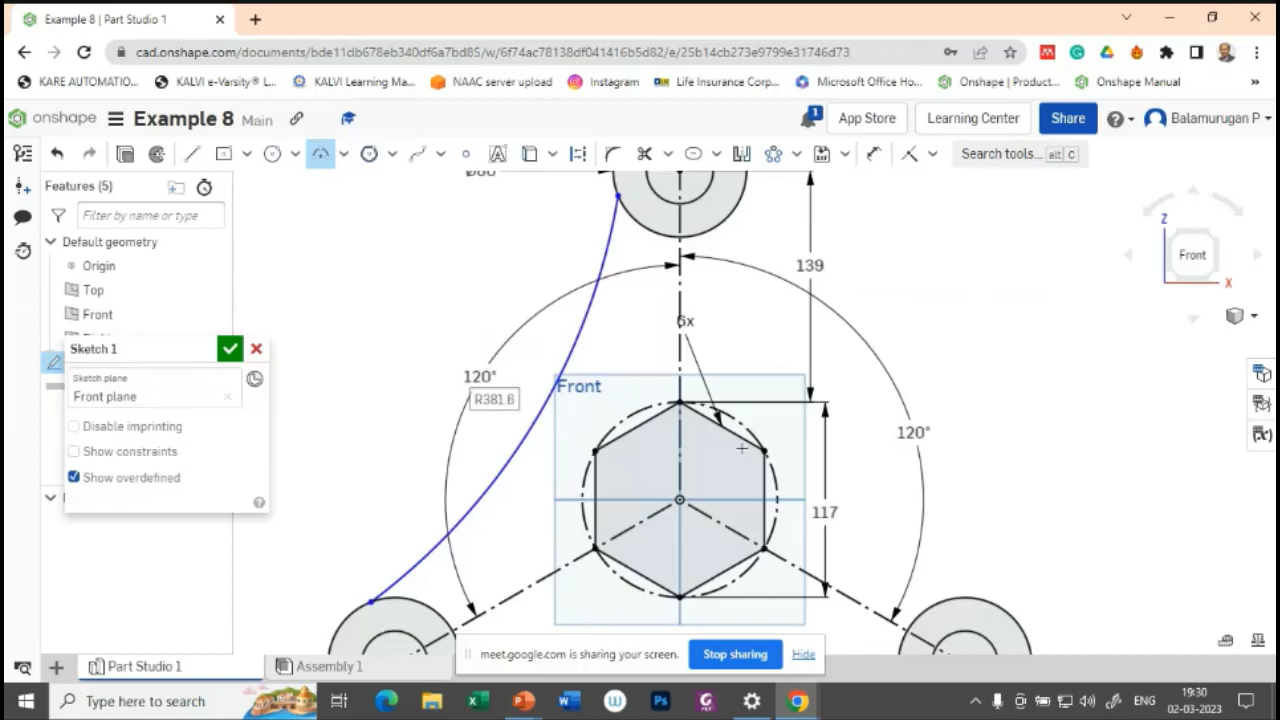 Example 8 | Part Studio 1
cad.onshape.com/documents/bde11db678eb340df6a7bd85/w/6f74ac78138df041416b5d82/e/25b14cb273e9799e31746d73
KARE AUTOMATIO...
KALVI e-Varsity® L...
KALVI Learning Ma...
NAAC server upload
Instagram
Life Insurance Corp...
Microsoft Office Ho...
Onshape | Product...
Onshape Manual
onshape
Example 8 Main
1
App Store
Learning Center
Share
Balamurugan P
Search tools... alt C
Features (5)
Filter by name or type
Default geometry
Origin
Top
Front
Sketch 1
Sketch plane
Front plane
Disable imprinting
Show constraints
Show overdefined
139
6x
120°
R381.6
Front
120°
117
Z
Front
X
meet.google.com is sharing your screen.
Stop sharing
Hide
Part Studio 1
Assembly 1
Type here to search
ENG
19:30
02-03-2023